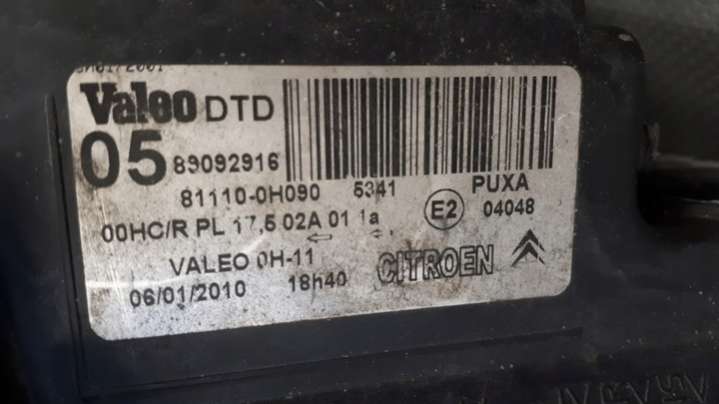 Valeo DTD
05 89092916
81110-0H090 5341 PUXA
00HC/R PL 17,5 02A 01 1a E2 04048
VALEO 0H-11 CITROEN
06/01/2010 18h40